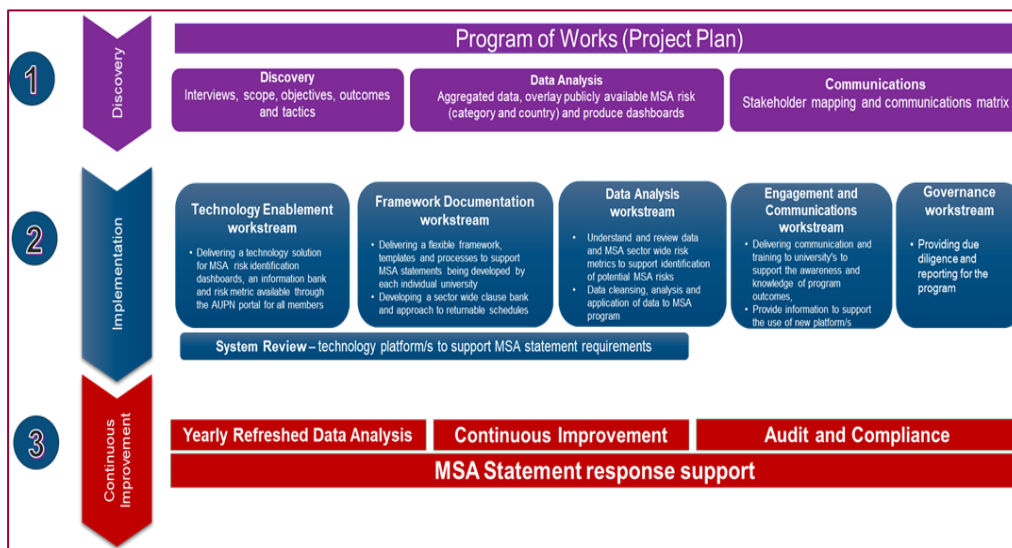 Program of Works (Project Plan)
1
Discovery
Discovery
Interviews, scope, objectives, outcomes
and tactics
Data Analysis
Aggregated data, overlay publicly available MSA risk
(category and country) and produce dashboards
Communications
Stakeholder mapping and communications matrix
2
Implementation
Technology Enablement
workstream
• Delivering a technology solution
for MSA risk identification
dashboards, an information bank
and risk metric available through
the AUPN portal for all members
Framework Documentation
workstream
• Delivering a flexible framework,
templates and processes to support
MSA statements being developed by
each individual university
• Developing a sector wide clause bank
and approach to returnable schedules
Data Analysis
workstream
• Understand and review data
and MSA sector wide risk
metrics to support identification
of potential MSA risks
• Data cleansing, analysis and
application of data to MSA
program
Engagement and
Communications
workstream
• Delivering communication and
training to university's to
support the awareness and
knowledge of program
outcomes,
• Provide information to support
the use of new platform/s
Governance
workstream
• Providing due
diligence and
reporting for the
program
System Review – technology platform/s to support MSA statement requirements
3
Continuous
Improvement
Yearly Refreshed Data Analysis
Continuous Improvement
Audit and Compliance
MSA Statement response support